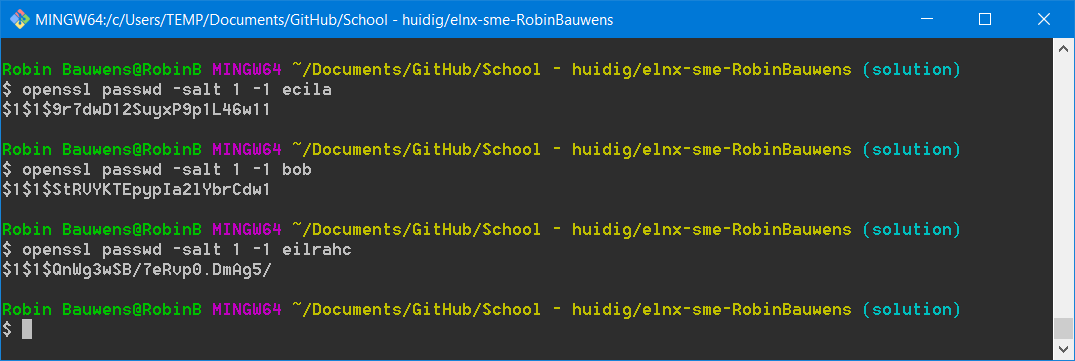 MINGW64:/c/Users/TEMP/Documents/GitHub/School - huidig/elnx-sme-RobinBauwens
Robin Bauwens@RobinB MINGW64 ~/Documents/GitHub/School - huidig/elnx-sme-RobinBauwens (solution)
$ openssl passwd -salt 1 -1 ecila
$1$1$9r7dwD12SuyxP9p1L46w11
Robin Bauwens@RobinB MINGW64 ~/Documents/GitHub/School - huidig/elnx-sme-RobinBauwens (solution)
$ openssl passwd -salt 1 -1 bob
$1$1$StRVYKTEpypIa2lYbrCdw1
Robin Bauwens@RobinB MINGW64 ~/Documents/GitHub/School - huidig/elnx-sme-RobinBauwens (solution)
$ openssl passwd -salt 1 -1 eilrahc
$1$1$QnWg3wSB/7eRvp0.DmAg5/
Robin Bauwens@RobinB MINGW64 ~/Documents/GitHub/School - huidig/elnx-sme-RobinBauwens (solution)
$